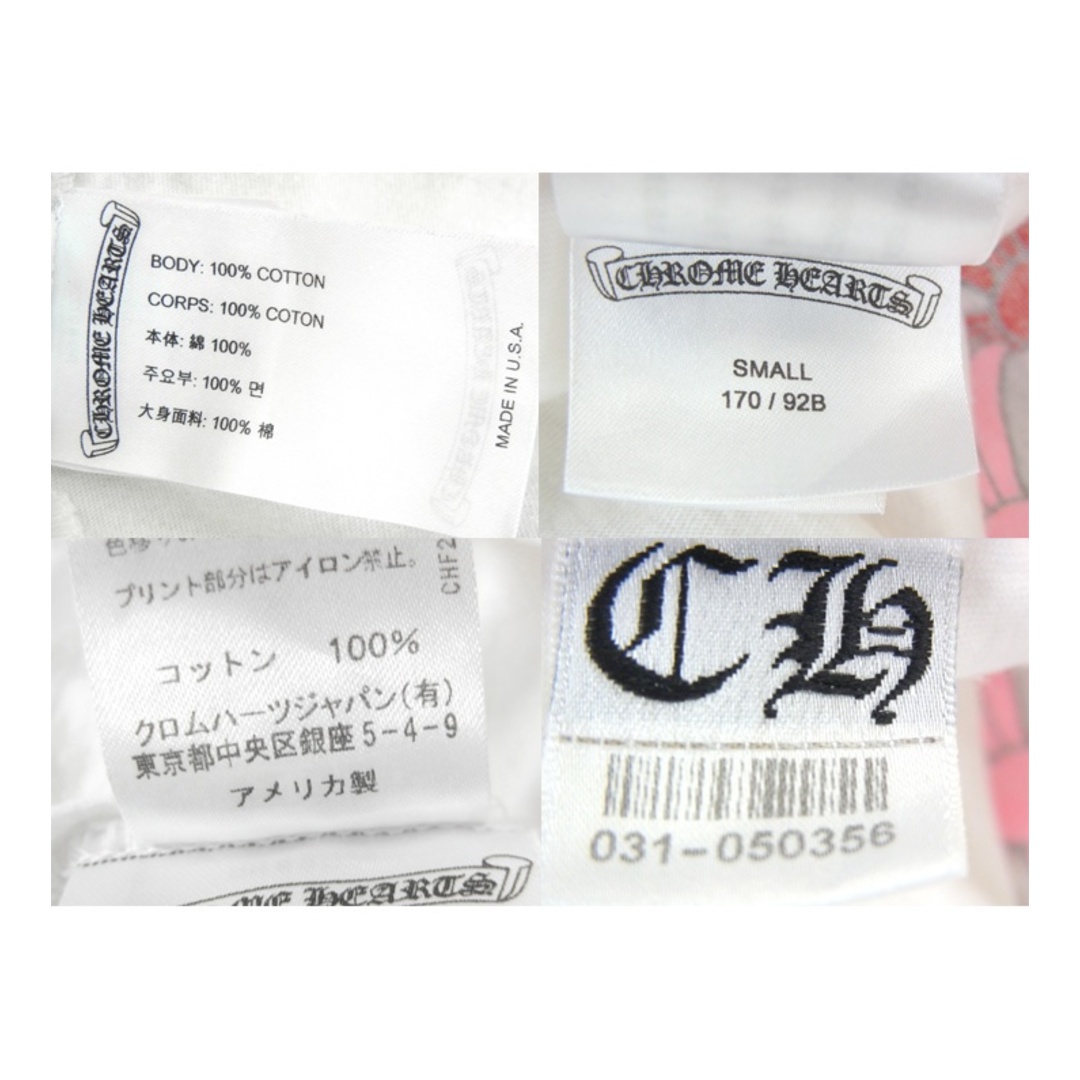 CHROME HEARTS
BODY: 100% COTTON
CORPS: 100% COTON
本体: 綿 100%
주요부: 100% 면
大身面料: 100% 棉
MADE IN U.S.A.
CHROME HEARTS
SMALL
170 / 92B
プリント部分はアイロン禁止。
コットン 100%
クロムハーツジャパン(有)
東京都中央区銀座5-4-9
アメリカ製
CHF2
HEARTS
CH
031-050356